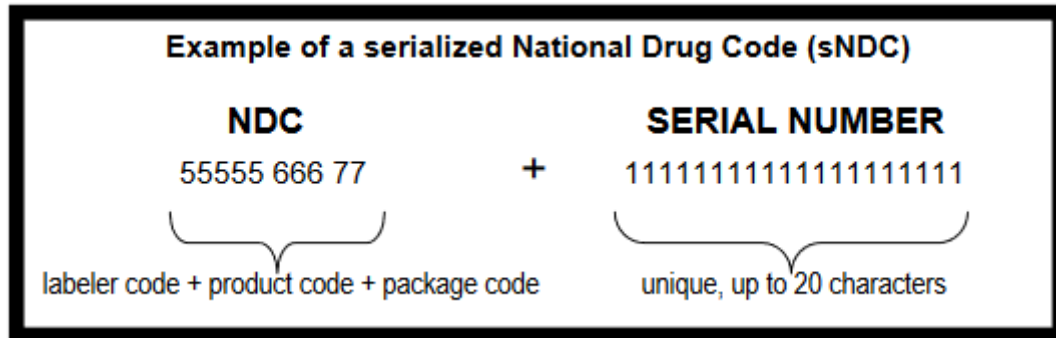 Example of a serialized National Drug Code (sNDC)
NDC SERIAL NUMBER
55555 666 77 + 11111111111111111111
labeler code + product code + package code unique, up to 20 characters